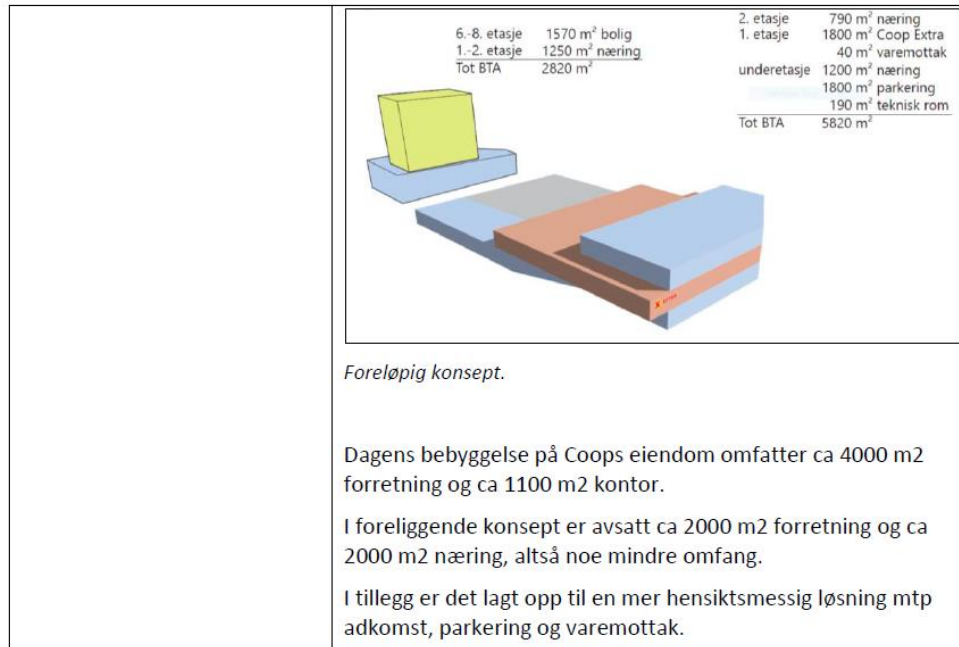 6.-8. etasje 1570 m² bolig
1.-2. etasje 1250 m² næring
Tot BTA 2820 m²
2. etasje 790 m² næring
1. etasje 1800 m² Coop Extra
40 m² varemottak
underetasje 1200 m² næring
1800 m² parkering
190 m² teknisk rom
Tot BTA 5820 m²
Foreløpig konsept.
Dagens bebyggelse på Coops eiendom omfatter ca 4000 m2
forretning og ca 1100 m2 kontor.
I foreliggende konsept er avsatt ca 2000 m2 forretning og ca
2000 m2 næring, altså noe mindre omfang.
I tillegg er det lagt opp til en mer hensiktsmessig løsning mtp
adkomst, parkering og varemottak.